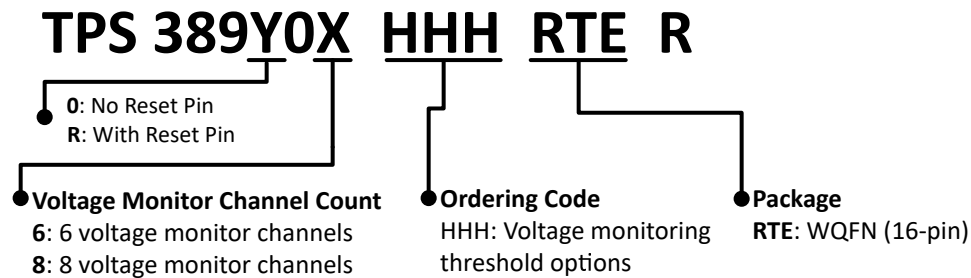 TPS 389Y0X HHH RTE R
0: No Reset Pin
R: With Reset Pin
Voltage Monitor Channel Count
6: 6 voltage monitor channels
8: 8 voltage monitor channels
Ordering Code
HHH: Voltage monitoring
threshold options
Package
RTE: WQFN (16-pin)